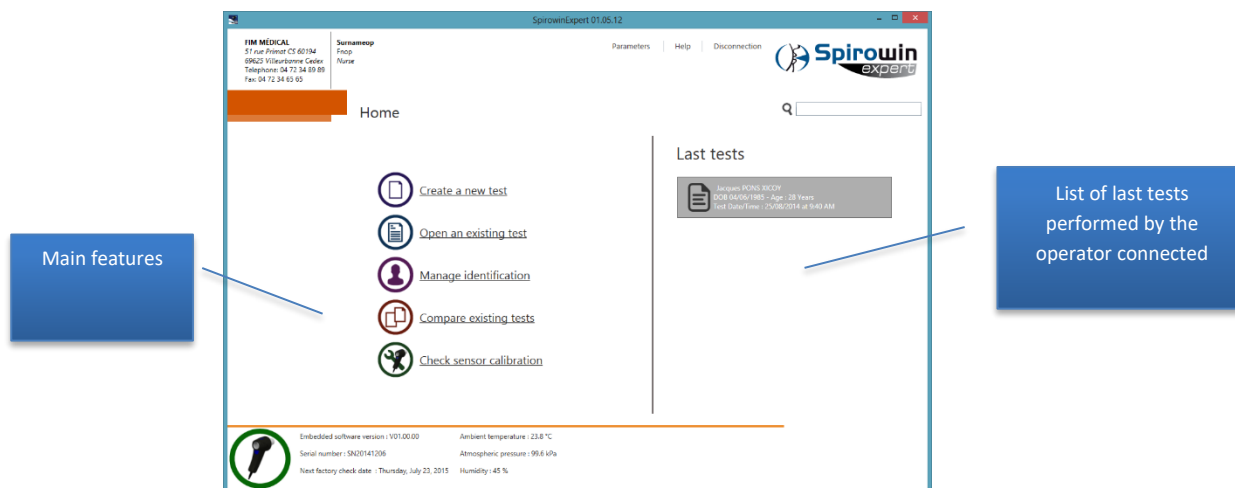 SpirowinExpert 01.05.12
FIM MÉDICAL
51 rue Primat CS 60194
69625 Villeurbanne Cedex
Telephone: 04 72 34 89 89
Fax: 04 72 34 65 65
Surnameop
Fnop
Nurse
Parameters
Help
Disconnection
Spirowin
expert
Home
Last tests
Create a new test
Open an existing test
Manage identification
Compare existing tests
Check sensor calibration
Jacques PONS XICOY
DOB 04/06/1985 - Age : 28 Years
Test Date/Time : 25/08/2014 at 9:40 AM
Main features
List of last tests
performed by the
operator connected
Embedded software version : V01.00.00
Serial number : SN20141206
Next factory check date : Thursday, July 23, 2015
Ambient temperature : 23.8 °C
Atmospheric pressure : 99.6 kPa
Humidity : 45 %